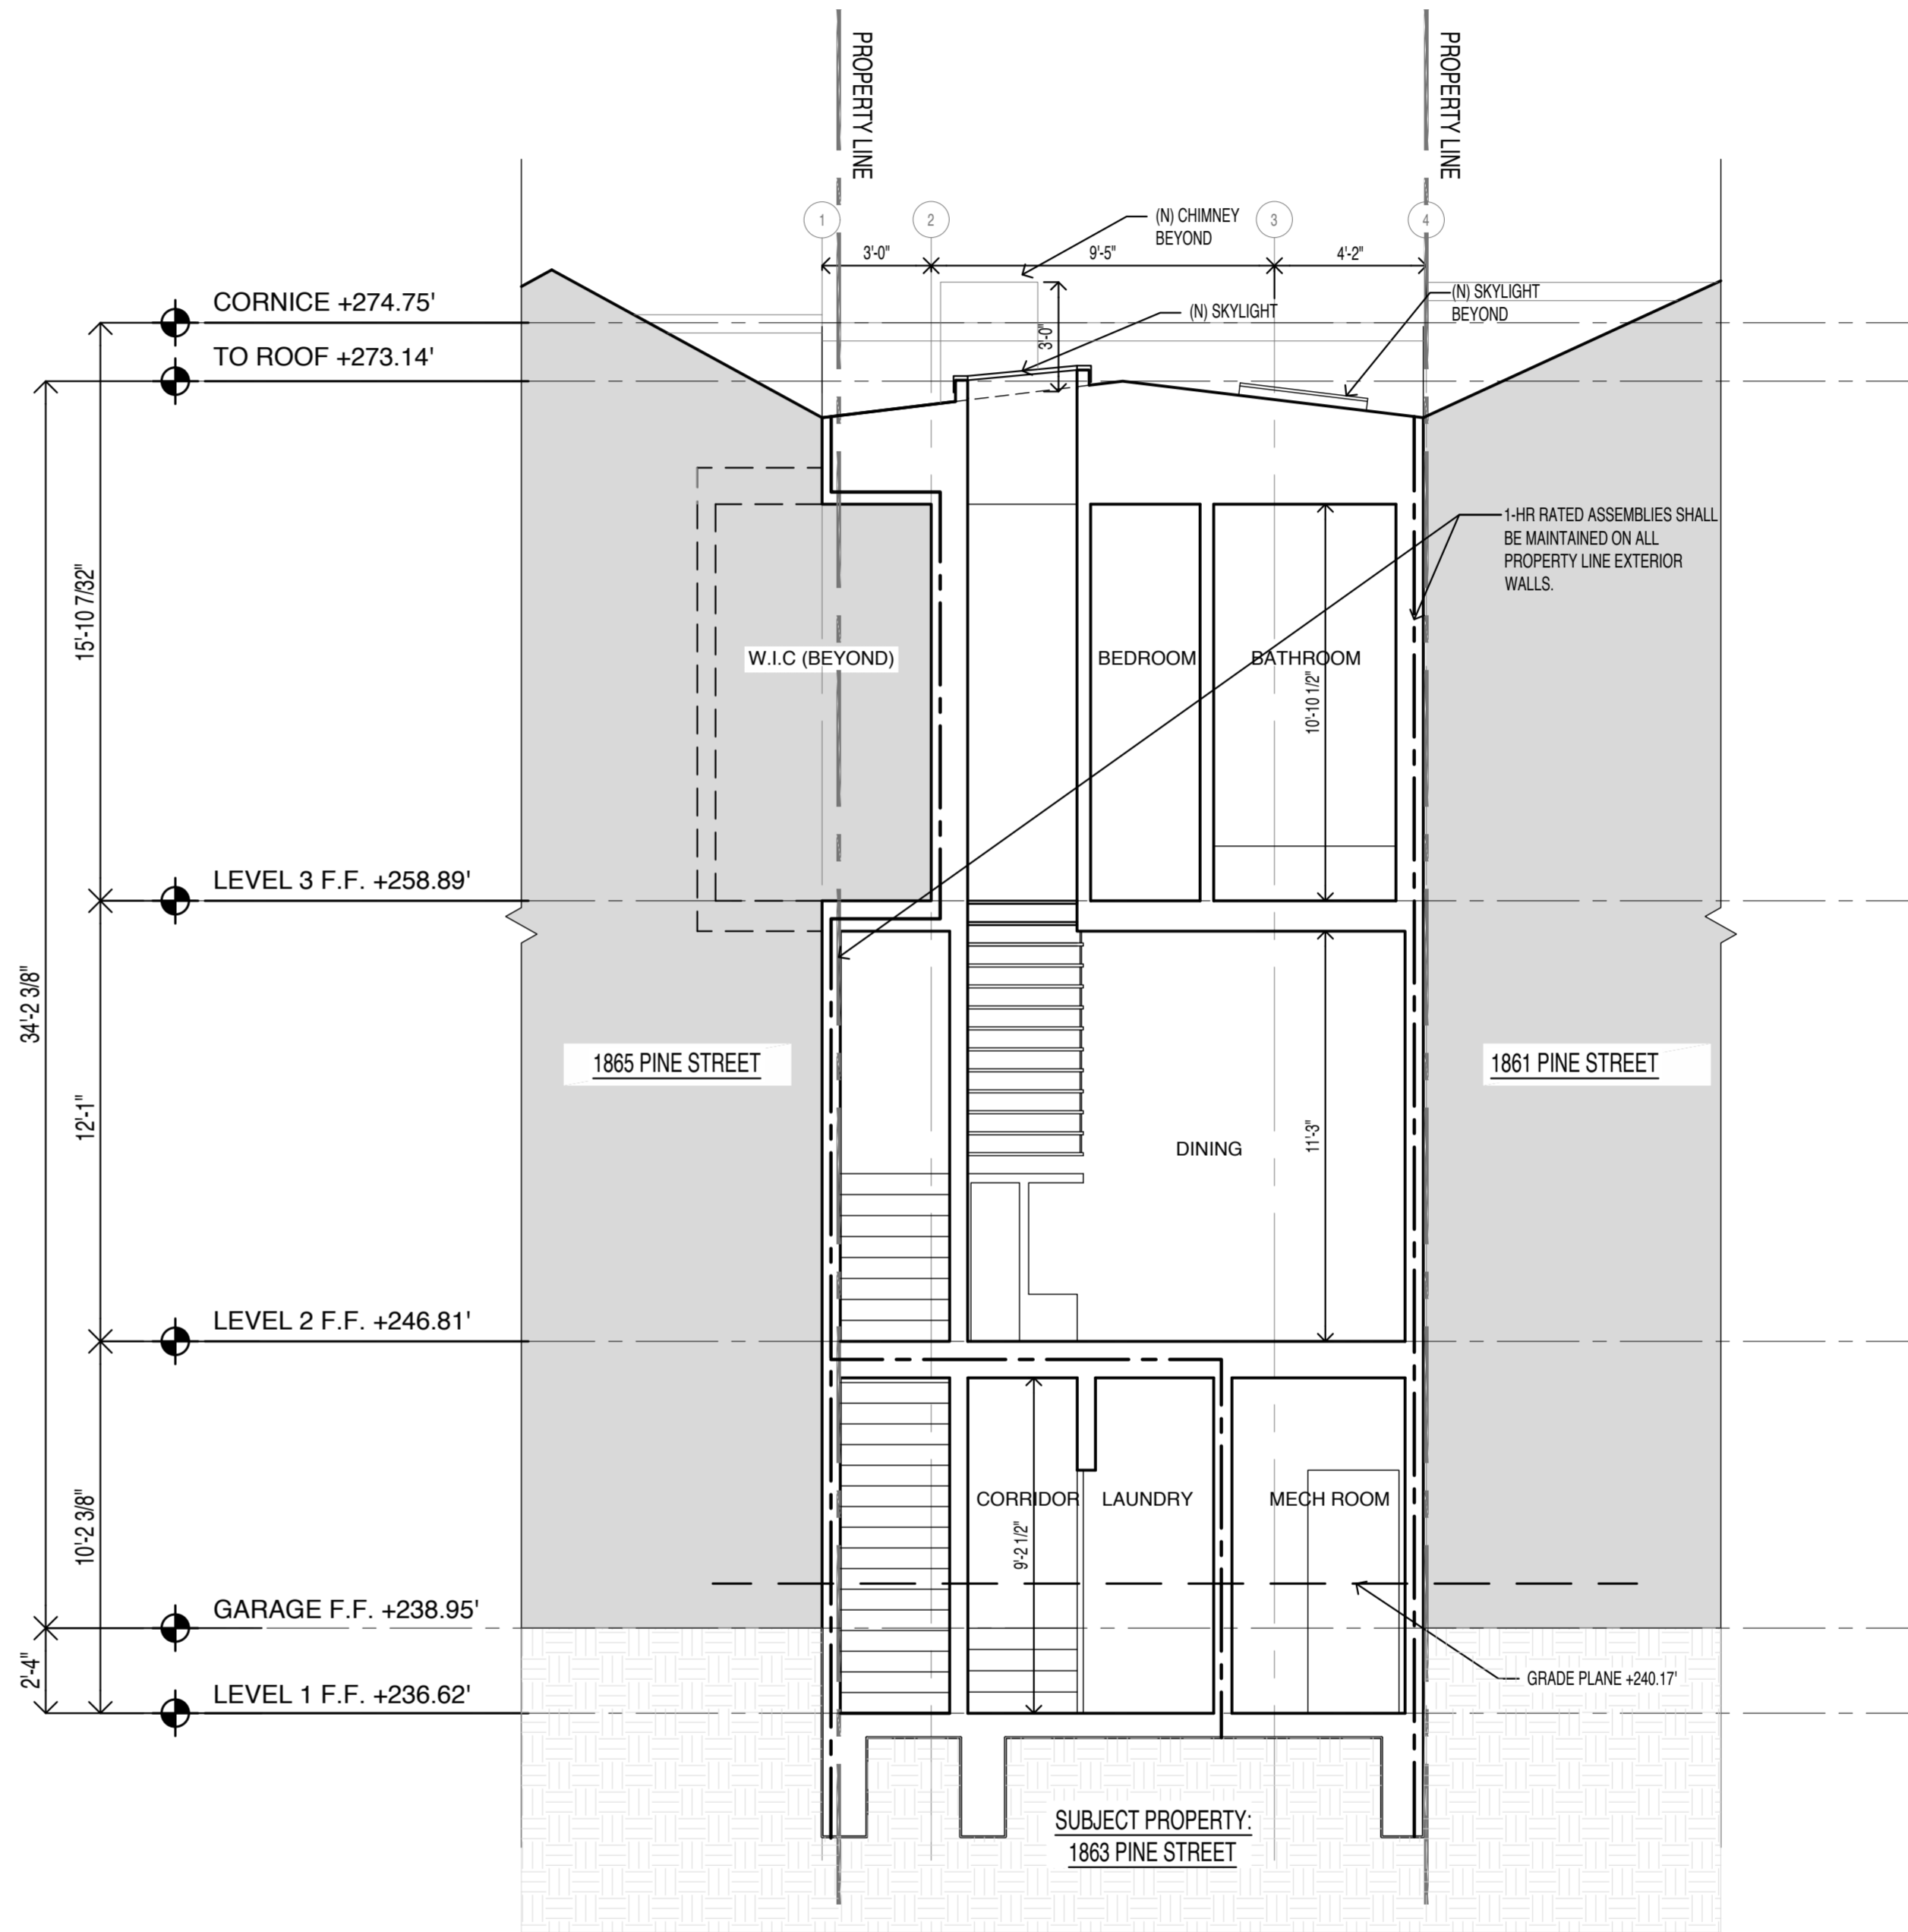 PROPERTY LINE
PROPERTY LINE
1
2
3
4
(N) CHIMNEY
BEYOND
3'-0"
9'-5"
4'-2"
(N) SKYLIGHT
BEYOND
CORNICE +274.75'
(N) SKYLIGHT
3'-0"
TO ROOF +273.14'
1-HR RATED ASSEMBLIES SHALL
BE MAINTAINED ON ALL
PROPERTY LINE EXTERIOR
WALLS.
15'-10 7/32"
W.I.C (BEYOND)
BEDROOM
BATHROOM
10'-10 1/2"
LEVEL 3 F.F. +258.89'
34'-2 3/8"
1865 PINE STREET
1861 PINE STREET
12'-1"
DINING
11'-3"
LEVEL 2 F.F. +246.81'
10'-2 3/8"
CORRIDOR
LAUNDRY
MECH ROOM
9'-2 1/2"
GARAGE F.F. +238.95'
2'-4"
GRADE PLANE +240.17'
LEVEL 1 F.F. +236.62'
SUBJECT PROPERTY:
1863 PINE STREET